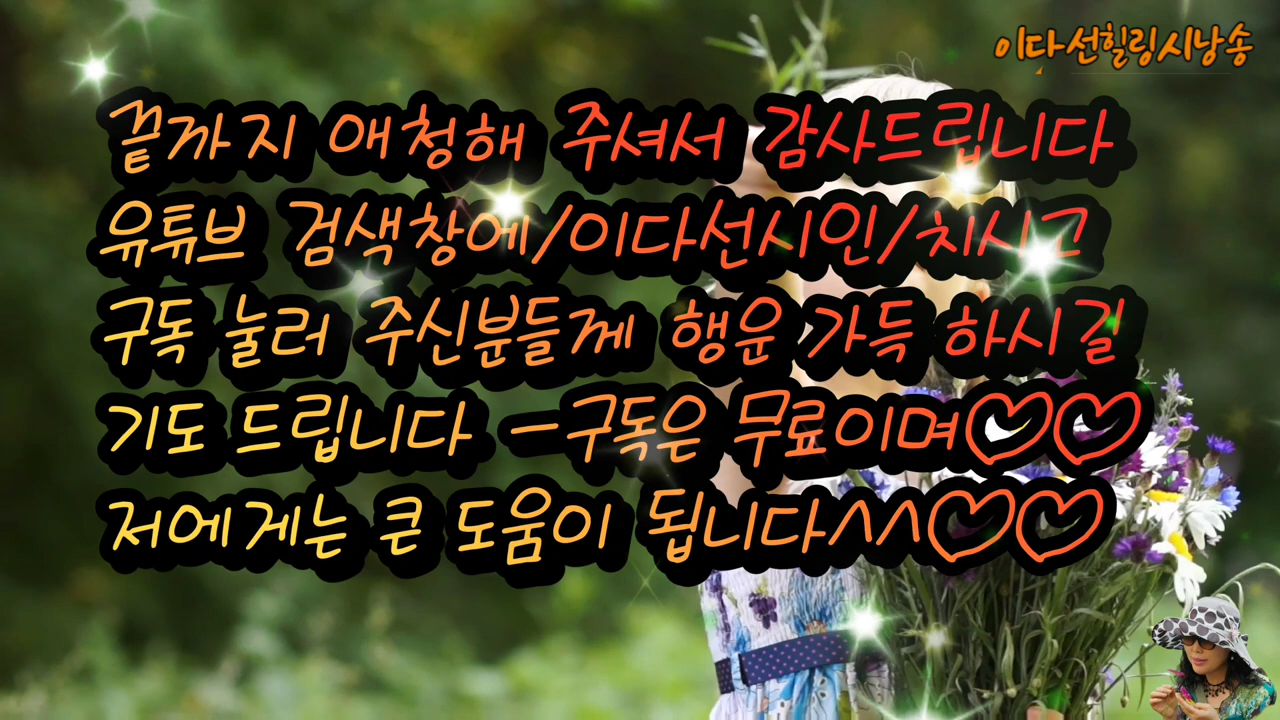 이다선힐링시낭송
끝까지 애청해 주셔서 감사드립니다
유튜브 검색창에/이다선시인/치시고
구독 눌러 주신분들께 행운 가득 하시길
기도 드립니다 -구독은 무료이며♡♡
저에게는 큰 도움이 됩니다^^♡♡